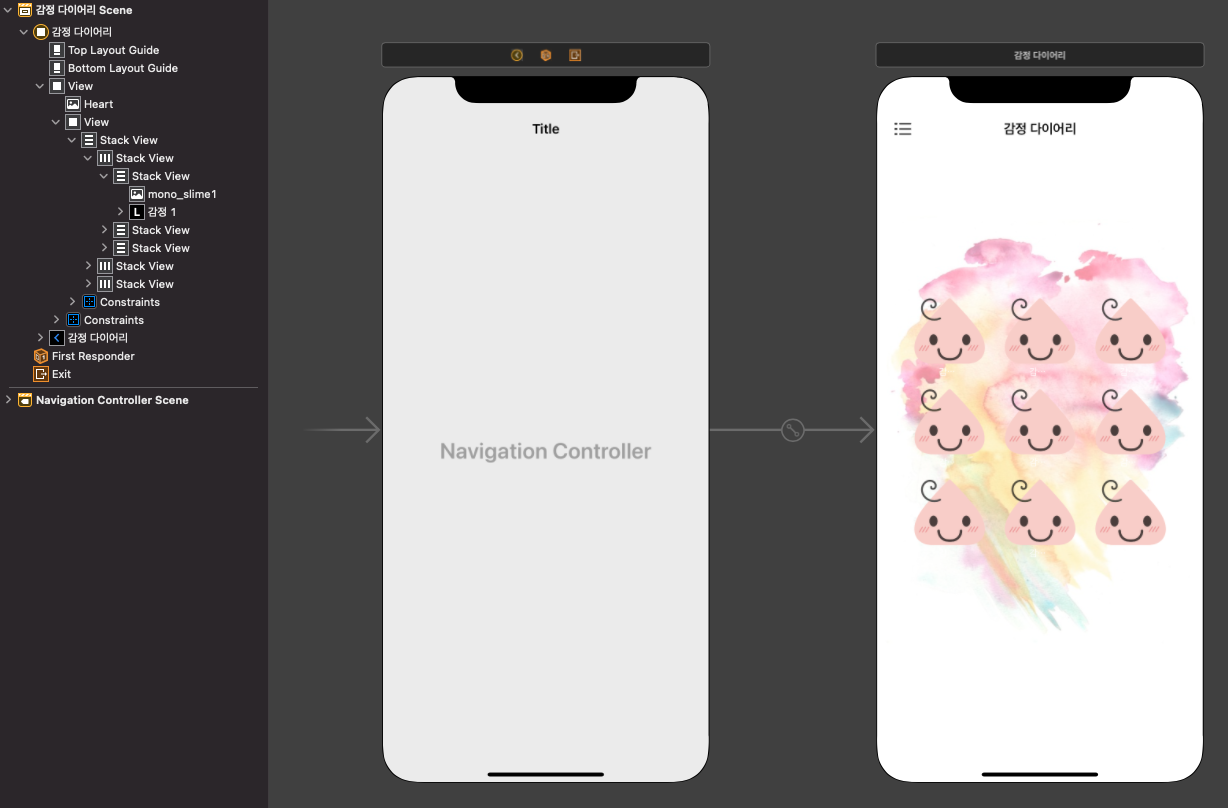 감정 다이어리 Scene
감정 다이어리
Top Layout Guide
Bottom Layout Guide
View
Heart
View
Stack View
Stack View
Stack View
mono_slime1
L 감정 1
Stack View
Stack View
Stack View
Stack View
Constraints
Constraints
감정 다이어리
First Responder
Exit
Navigation Controller Scene
Title
Navigation Controller
감정 다이어리
감정 다이어리